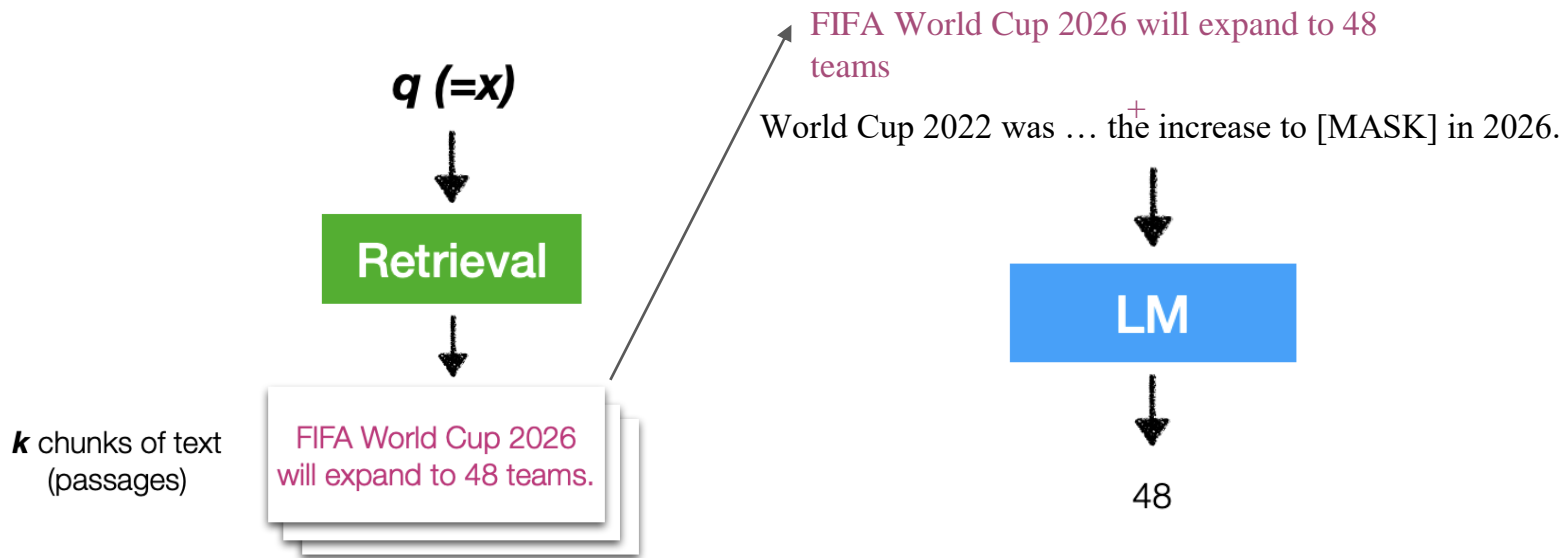 q (=x)
Retrieval
k chunks of text
(passages)
FIFA World Cup 2026
will expand to 48 teams.
FIFA World Cup 2026 will expand to 48
teams
+
World Cup 2022 was … the increase to [MASK] in 2026.
LM
48